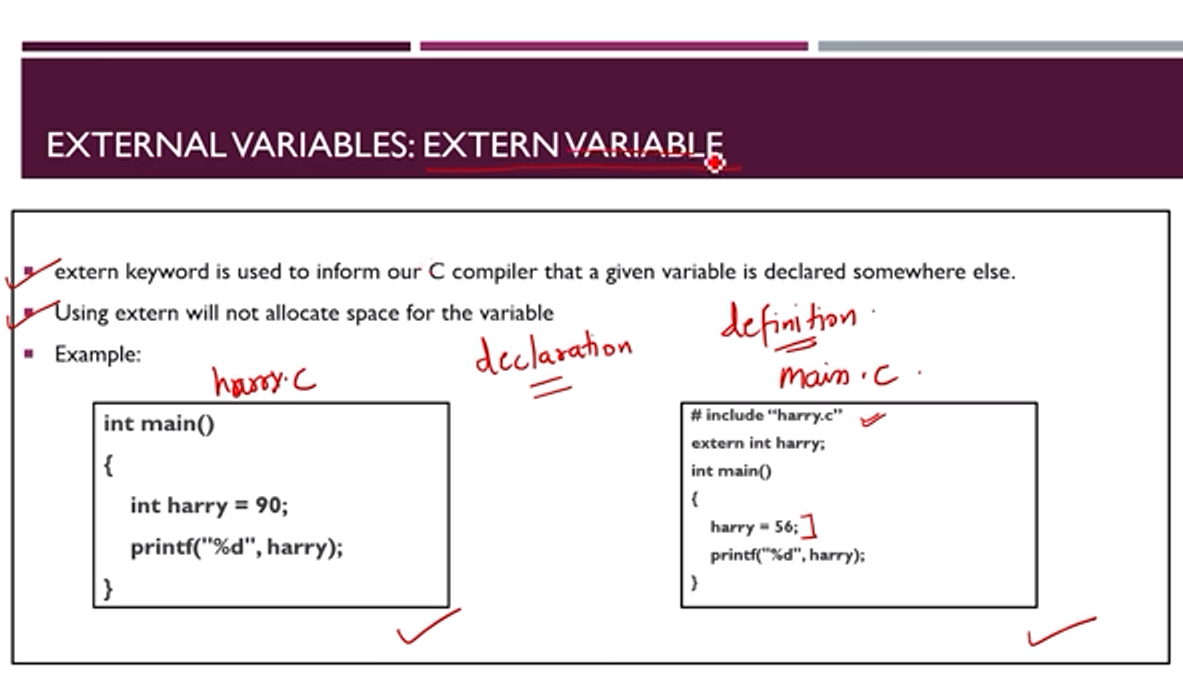 EXTERNAL VARIABLES: EXTERN VARIABLE
extern keyword is used to inform our C compiler that a given variable is declared somewhere else.
Using extern will not allocate space for the variable
definition
Example:
declaration
harry.C
main.C
int main()
{
int harry = 90;
printf("%d", harry);
}
# include “harry.c”
extern int harry;
int main()
{
harry = 56;
printf("%d", harry);
}